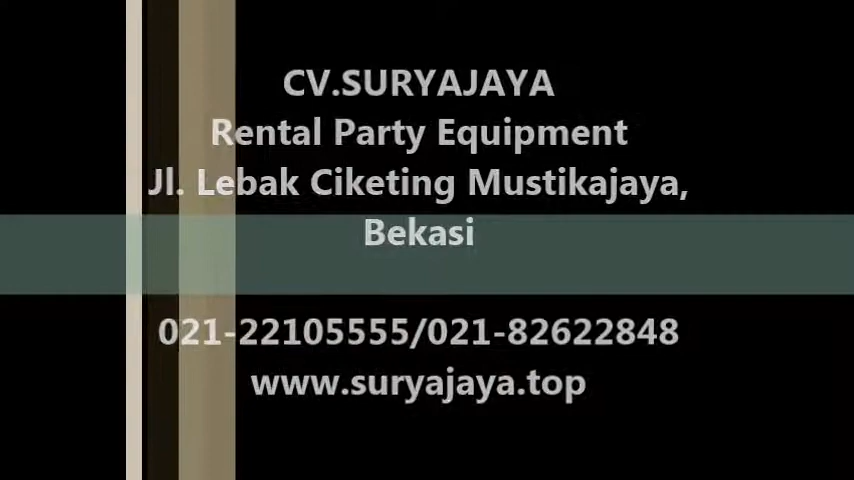 CV.SURYAJAYA
Rental Party Equipment
Jl. Lebak Ciketing Mustikajaya,
Bekasi
021-22105555/021-82622848
www.suryajaya.top